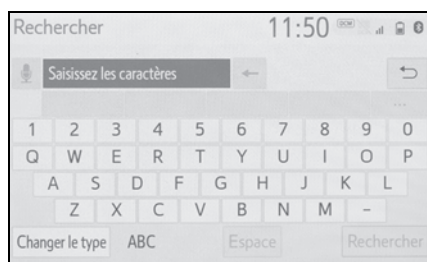 Rechercher 11:50 DCM
Saisissez les caractères
...
1 2 3 4 5 6 7 8 9 0
Q W E R T Y U I O P
A S D F G H J K L
Z X C V B N M -
Changer le type ABC Espace Rechercher